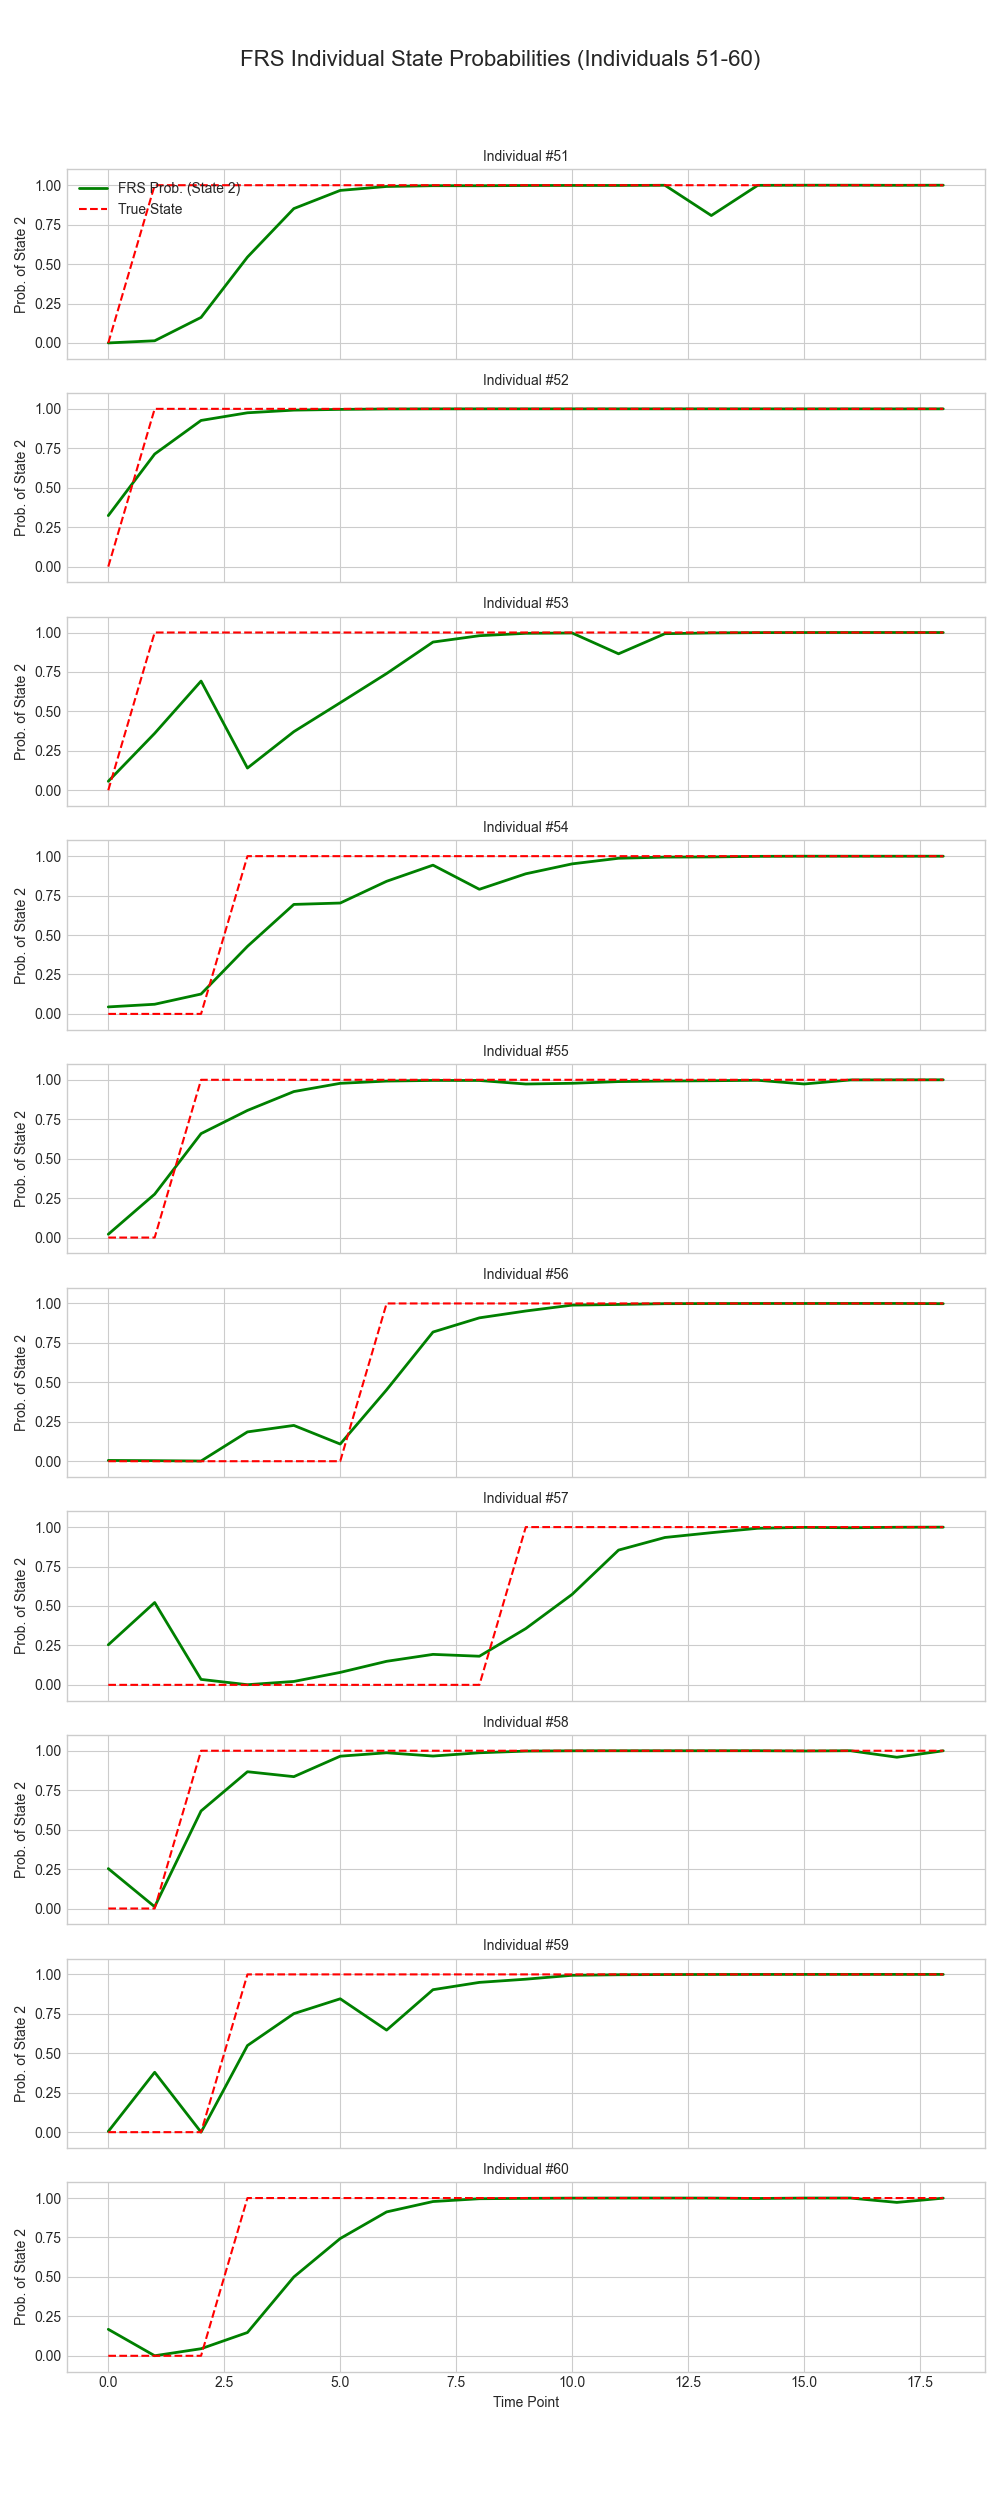 FRS Individual State Probabilities (Individuals 51-60)
Individual #51
FRS Prob. (State 2)
True State
Prob. of State 2
1.00
0.75
0.50
0.25
0.00
Individual #52
Prob. of State 2
1.00
0.75
0.50
0.25
0.00
Individual #53
Prob. of State 2
1.00
0.75
0.50
0.25
0.00
Individual #54
Prob. of State 2
1.00
0.75
0.50
0.25
0.00
Individual #55
Prob. of State 2
1.00
0.75
0.50
0.25
0.00
Individual #56
Prob. of State 2
1.00
0.75
0.50
0.25
0.00
Individual #57
Prob. of State 2
1.00
0.75
0.50
0.25
0.00
Individual #58
Prob. of State 2
1.00
0.75
0.50
0.25
0.00
Individual #59
Prob. of State 2
1.00
0.75
0.50
0.25
0.00
Individual #60
Prob. of State 2
1.00
0.75
0.50
0.25
0.00
0.0 2.5 5.0 7.5 10.0 12.5 15.0 17.5
Time Point